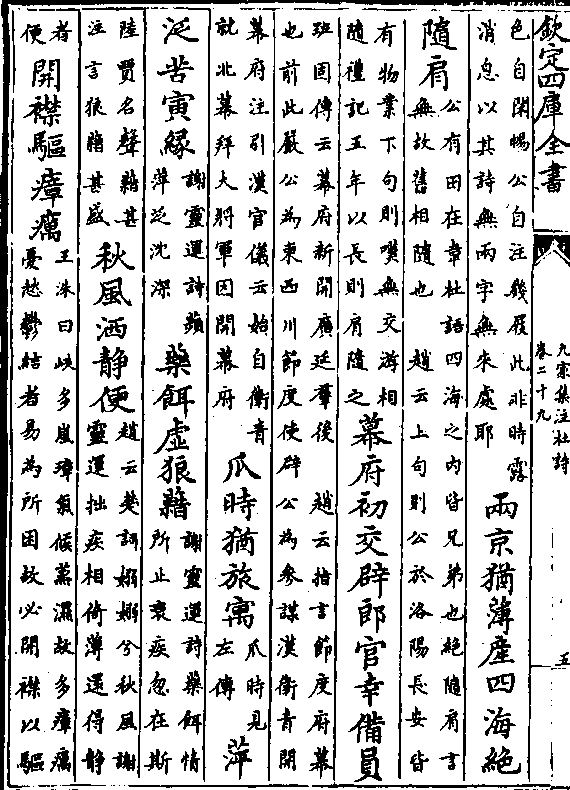 欽定四庫全書
九家集注杜詩
卷二十九
五
色自閑暢公自注幾屐此非時露
消息以其詩無兩字無來處耶
兩京猶薄產四海絶
隨肩
公有田在韋杜語四海之内皆兄弟也絶隨肩言
無故舊相隨也 趙云上句則公於洛陽長安皆
有物業下句則嘆無交游相
隨禮記五年以長則肩隨之
幕府初交辟郎官幸備員
班固傳云幕府新開廣延羣後 趙云指言節度府幕
也前此嚴公為東西川節度使辟公為參謀漢衛青開
幕府注引漢官儀云始自衛青
就北幕拜大將軍因開幕府
爪時猶旅寓
爪時見
左傳
萍
泛苦寅縁
謝靈運詩蘋
萍泛沈深
藥餌虛狼藉
謝靈運詩藥餌情
所止衰疾忽在斯
陸賈名聲藉甚
注言狼藉甚盛
秋風洒静便
趙云楚詞嫋嫋兮秋風謝
靈運拙疾相倚薄還得静
者
便
開襟驅瘴癘
王洙曰峽多嵐瘴氣候蒸濕故多瘴癘
憂愁鬱結者易為所困故必開襟以驅